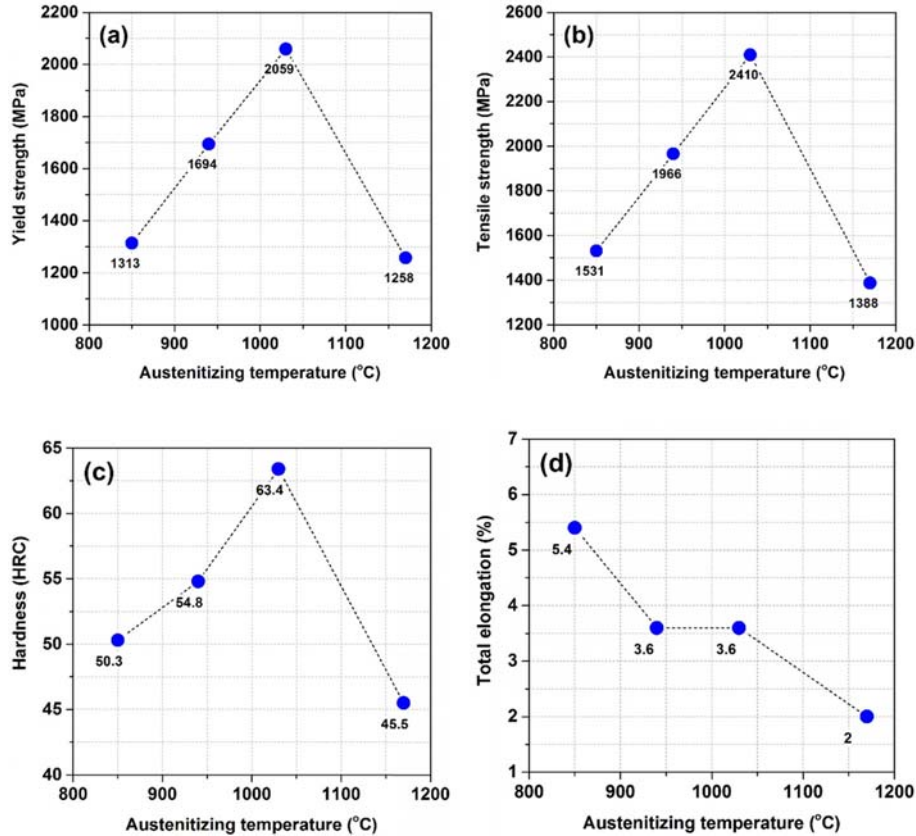 (a)
Yield strength (MPa)
2200
2000
1800
1600
1400
1200
1000
1313
1694
2059
1258
800 900 1000 1100 1200
Austenitizing temperature (°C)
(b)
Tensile strength (MPa)
2600
2400
2200
2000
1800
1600
1400
1200
1531
1966
2410
1388
800 900 1000 1100 1200
Austenitizing temperature (°C)
(c)
Hardness (HRC)
65
60
55
50
45
40
50.3
54.8
63.4
45.5
800 900 1000 1100 1200
Austenitizing temperature (°C)
(d)
Total elongation (%)
7
6
5
4
3
2
1
5.4
3.6
3.6
2
800 900 1000 1100 1200
Austenitizing temperature (°C)